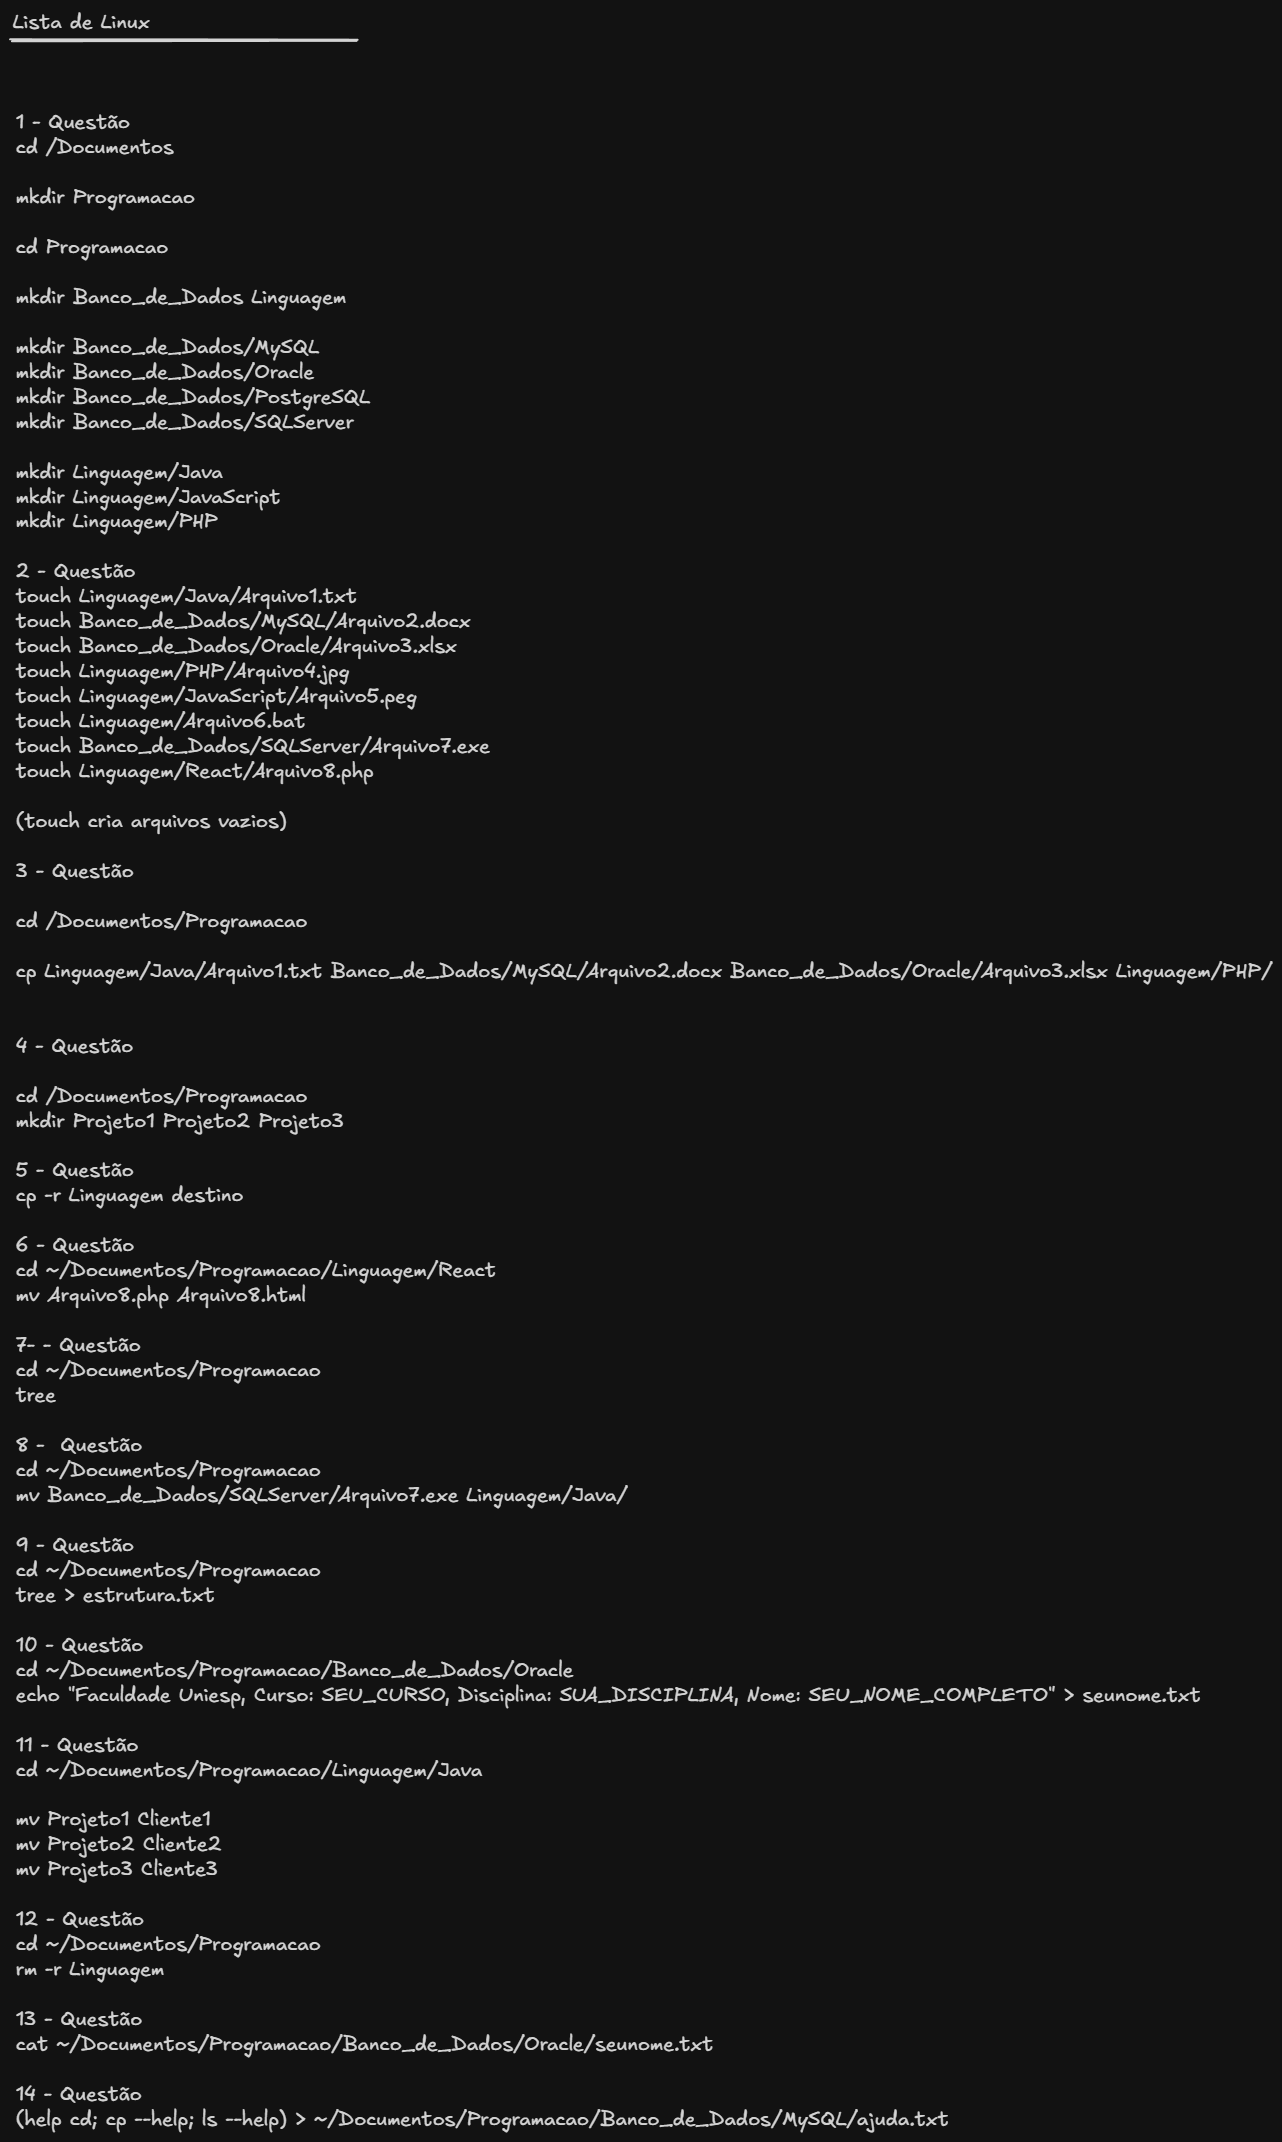 Lista de Linux
1 - Questão
cd /Documentos
mkdir Programacao
cd Programacao
mkdir Banco_de_Dados Linguagem
mkdir Banco_de_Dados/MySQL
mkdir Banco_de_Dados/Oracle
mkdir Banco_de_Dados/PostgreSQL
mkdir Banco_de_Dados/SQLServer
mkdir Linguagem/Java
mkdir Linguagem/JavaScript
mkdir Linguagem/PHP
2 - Questão
touch Linguagem/Java/Arquivo1.txt
touch Banco_de_Dados/MySQL/Arquivo2.docx
touch Banco_de_Dados/Oracle/Arquivo3.xlsx
touch Linguagem/PHP/Arquivo4.jpg
touch Linguagem/JavaScript/Arquivo5.peg
touch Linguagem/Arquivo6.bat
touch Banco_de_Dados/SQLServer/Arquivo7.exe
touch Linguagem/React/Arquivo8.php
(touch cria arquivos vazios)
3 - Questão
cd /Documentos/Programacao
cp Linguagem/Java/Arquivo1.txt Banco_de_Dados/MySQL/Arquivo2.docx Banco_de_Dados/Oracle/Arquivo3.xlsx Linguagem/PHP/
4 - Questão
cd /Documentos/Programacao
mkdir Projeto1 Projeto2 Projeto3
5 - Questão
cp -r Linguagem destino
6 - Questão
cd ~/Documentos/Programacao/Linguagem/React
mv Arquivo8.php Arquivo8.html
7- - Questão
cd ~/Documentos/Programacao
tree
8 -  Questão
cd ~/Documentos/Programacao
mv Banco_de_Dados/SQLServer/Arquivo7.exe Linguagem/Java/
9 - Questão
cd ~/Documentos/Programacao
tree > estrutura.txt
10 - Questão
cd ~/Documentos/Programacao/Banco_de_Dados/Oracle
echo "Faculdade Uniesp, Curso: SEU_CURSO, Disciplina: SUA_DISCIPLINA, Nome: SEU_NOME_COMPLETO" > seunome.txt
11 - Questão
cd ~/Documentos/Programacao/Linguagem/Java
mv Projeto1 Cliente1
mv Projeto2 Cliente2
mv Projeto3 Cliente3
12 - Questão
cd ~/Documentos/Programacao
rm -r Linguagem
13 - Questão
cat ~/Documentos/Programacao/Banco_de_Dados/Oracle/seunome.txt
14 - Questão
(help cd; cp --help; ls --help) > ~/Documentos/Programacao/Banco_de_Dados/MySQL/ajuda.txt